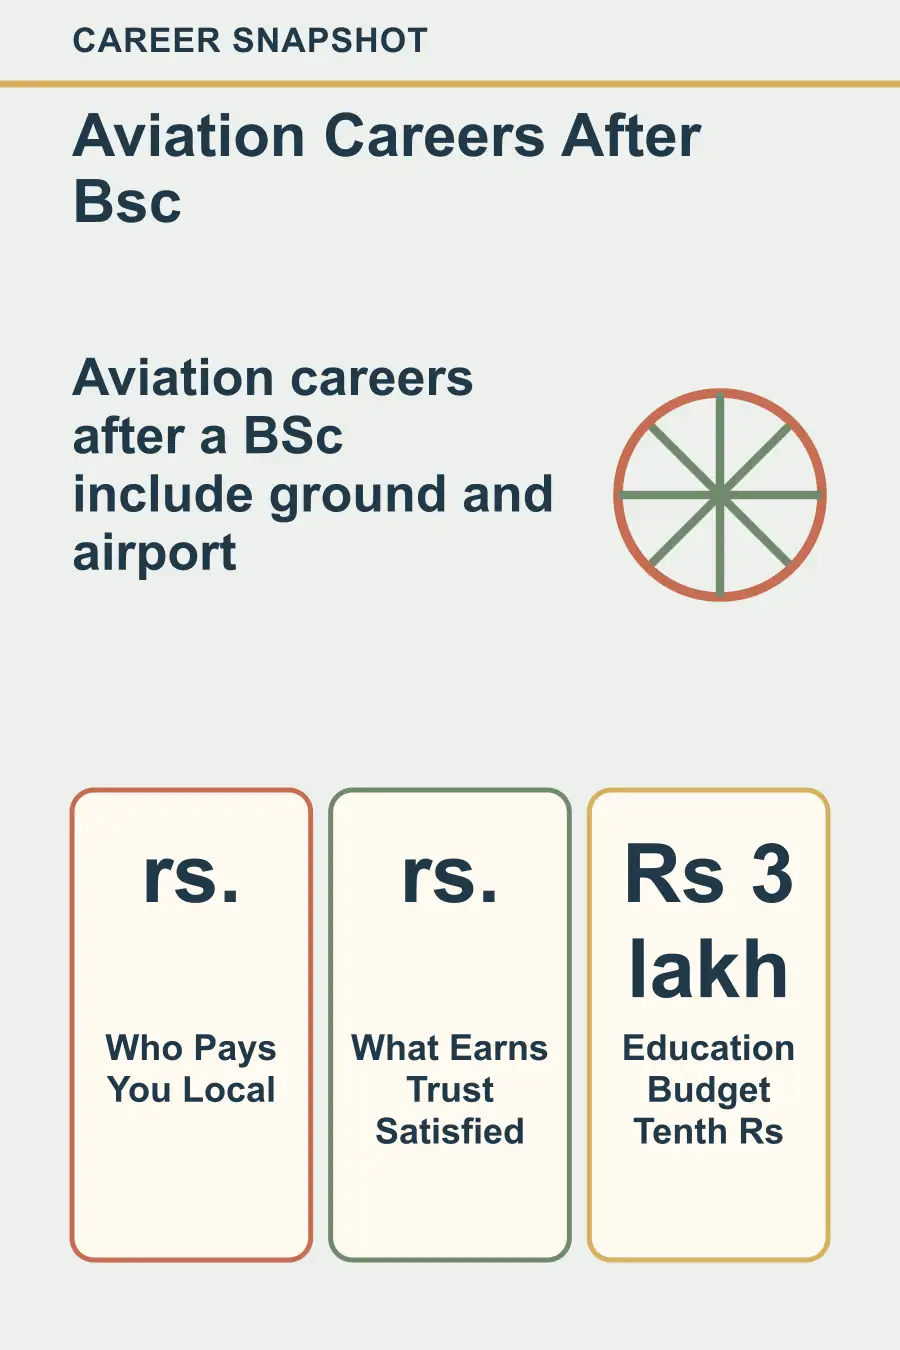 CAREER SNAPSHOT
Aviation Careers After
Bsc
Aviation careers
after a BSc
include ground and
airport
rs.
Who Pays
You Local
rs.
What Earns
Trust
Satisfied
Rs 3
lakh
Education
Budget
Tenth Rs